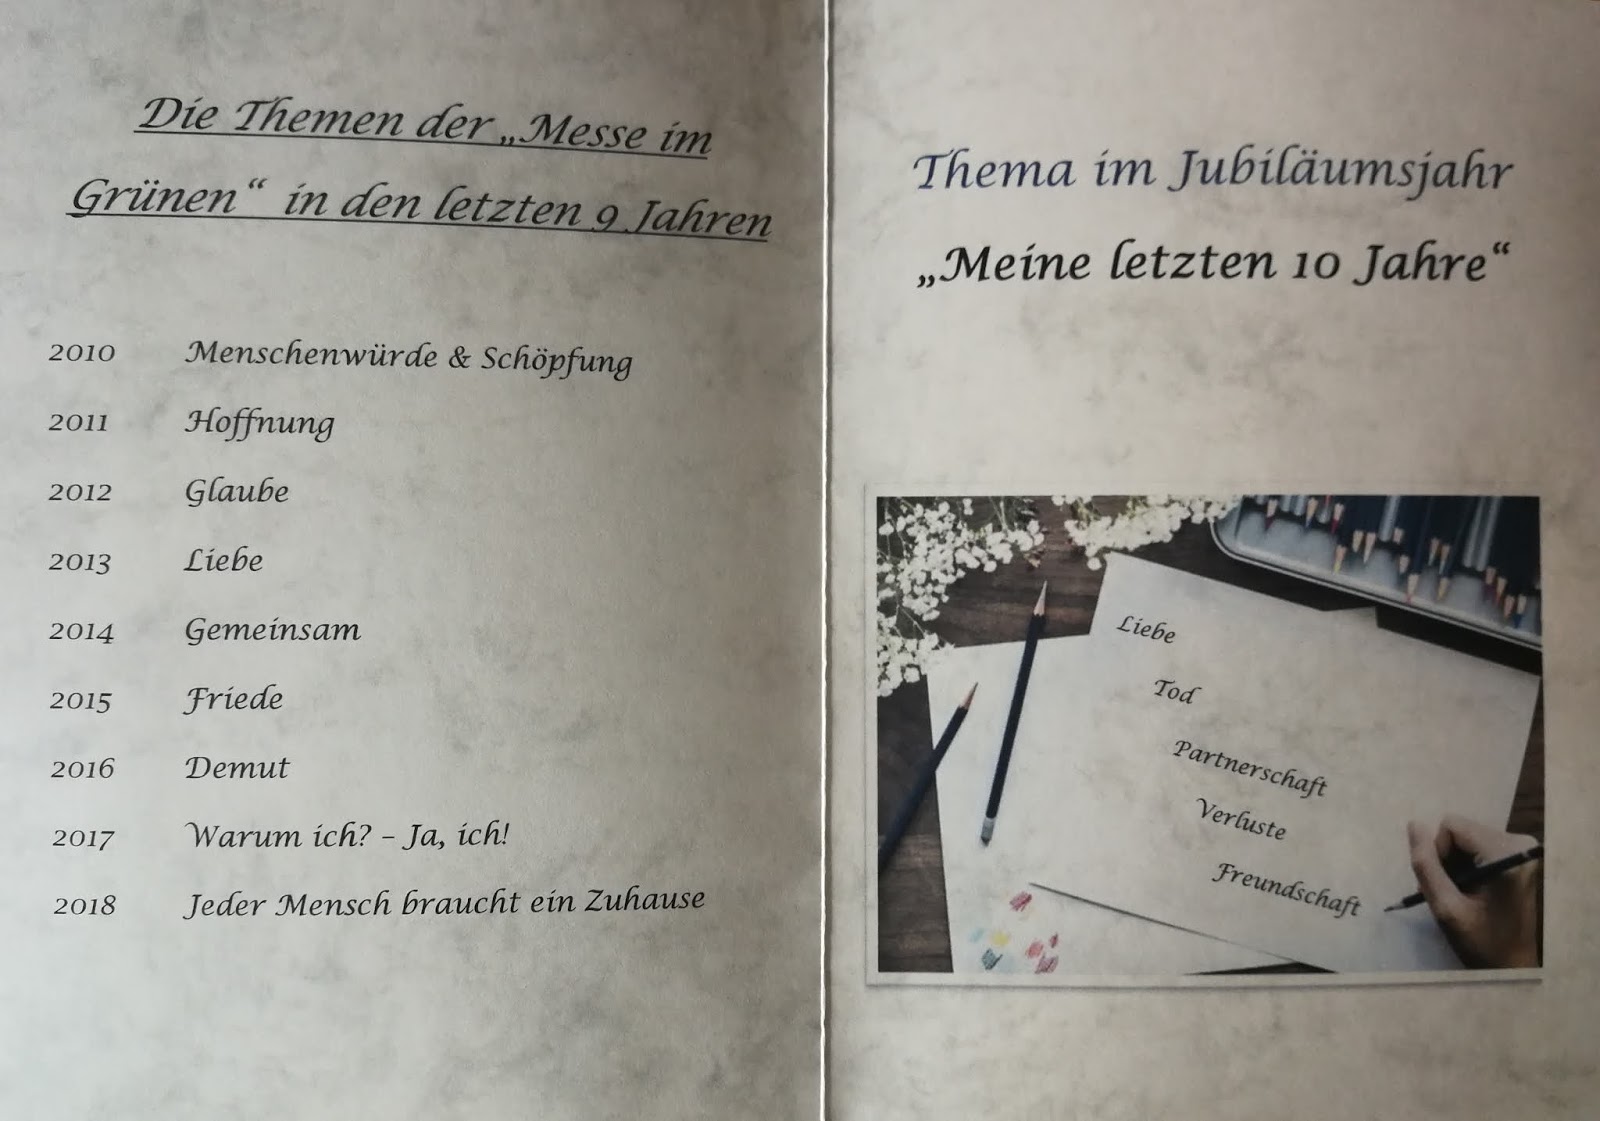 Die Themen der „Messe im
Grünen“ in den letzten 9 Jahren
2010 Menschenwürde & Schöpfung
2011 Hoffnung
2012 Glaube
2013 Liebe
2014 Gemeinsam
2015 Friede
2016 Demut
2017 Warum ich? – Ja, ich!
2018 Jeder Mensch braucht ein Zuhause
Thema im Jubiläumsjahr
„Meine letzten 10 Jahre“
Liebe
Tod
Partnerschaft
Verluste
Freundschaft